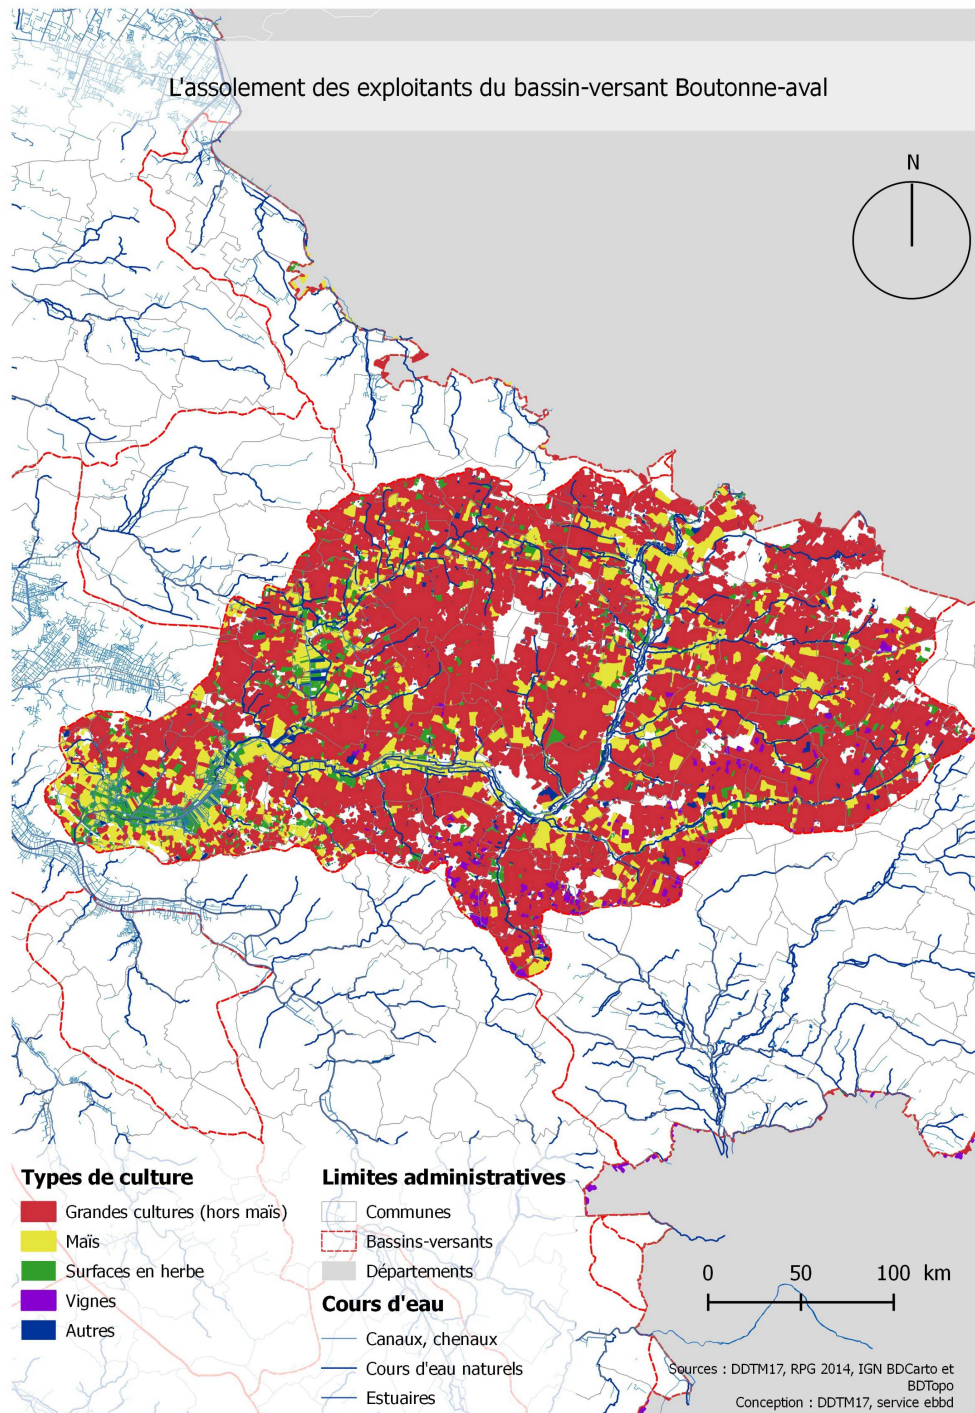 L'assolement des exploitants du bassin-versant Boutonne-aval
N
Types de culture
Grandes cultures (hors maïs)
Maïs
Surfaces en herbe
Vignes
Autres
Limites administratives
Communes
Bassins-versants
Départements
Cours d'eau
Canaux, chenaux
Cours d'eau naturels
Estuaires
0 50 100 km
Sources : DDTM17, RPG 2014, IGN BDCarto et
BDTopo
Conception : DDTM17, service ebbd